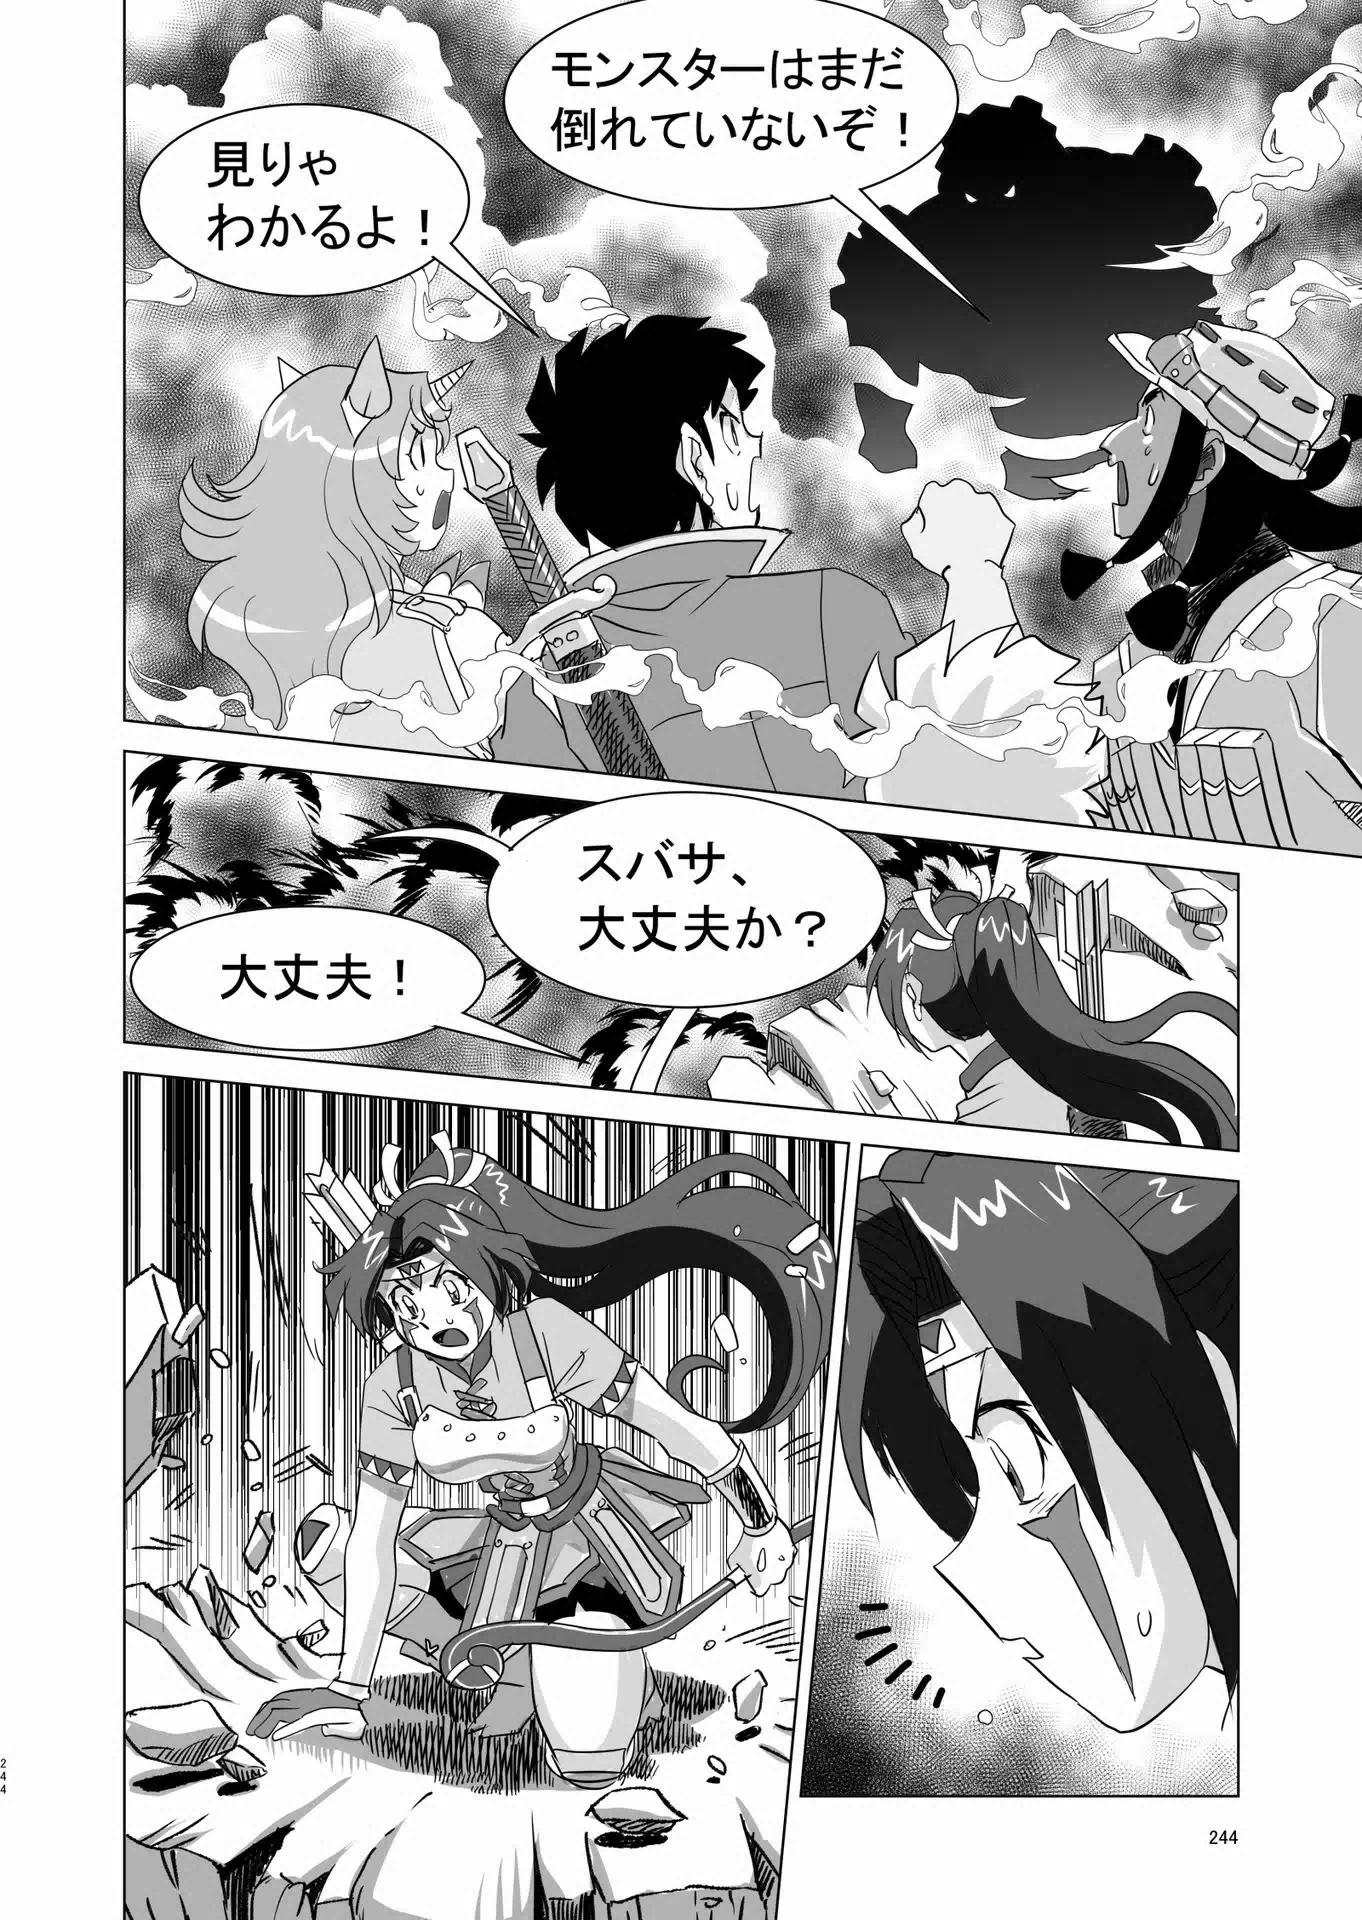 モンスターはまだ
倒れていないぞ！
見りゃ
わかるよ！
スバサ、
大丈夫か？
大丈夫！
244
244